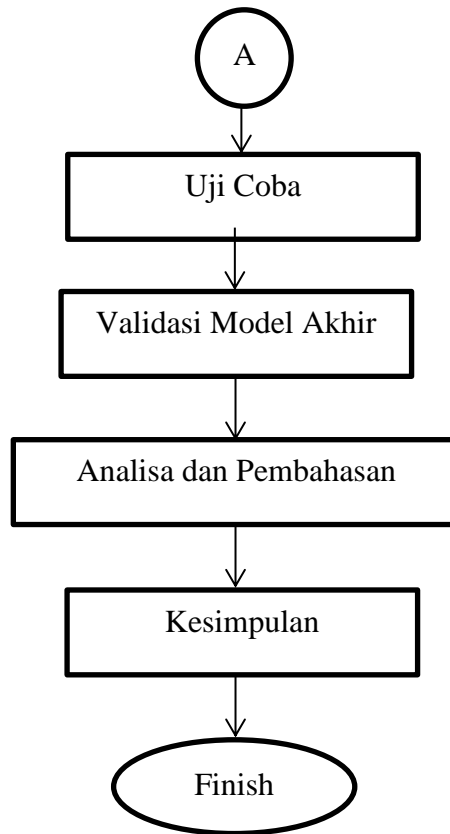 A
Uji Coba
Validasi Model Akhir
Analisa dan Pembahasan
Kesimpulan
Finish